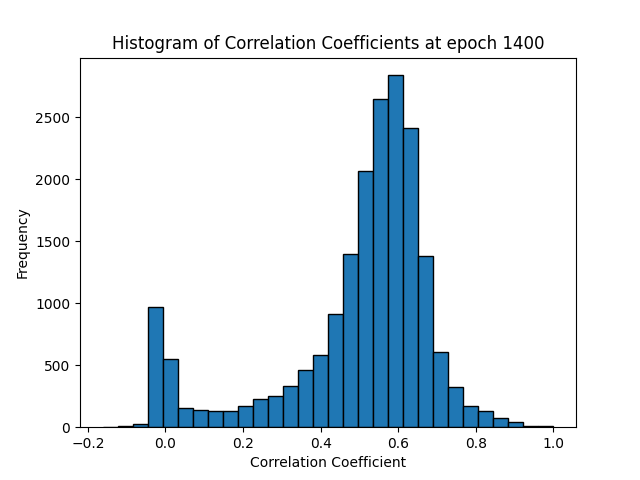 Histogram of Correlation Coefficients at epoch 1400
2500
2000
1500
1000
500
0
Frequency
−0.2 0.0 0.2 0.4 0.6 0.8 1.0
Correlation Coefficient